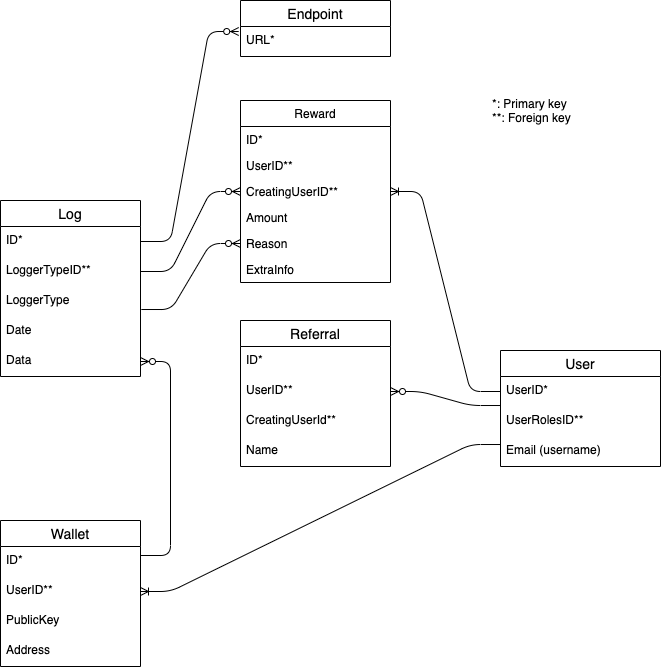 Endpoint
URL*
Reward
ID*
UserID**
CreatingUserID**
Amount
Reason
ExtraInfo
*: Primary key
**: Foreign key
Log
ID*
LoggerTypeID**
LoggerType
Date
Data
Referral
ID*
UserID**
CreatingUserId**
Name
User
UserID*
UserRolesID**
Email (username)
Wallet
ID*
UserID**
PublicKey
Address